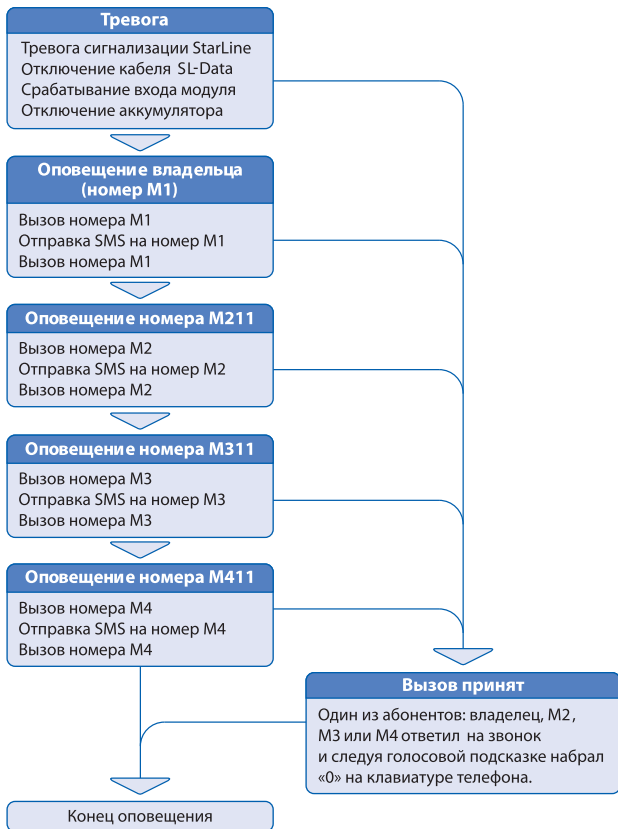 Тревога
Тревога сигнализации StarLine
Отключение кабеля SL-Data
Срабатывание входа модуля
Отключение аккумулятора
Оповещение владельца
(номер М1)
Вызов номера М1
Отправка SMS на номер М1
Вызов номера М1
Оповещение номера М211
Вызов номера М2
Отправка SMS на номер М2
Вызов номера М2
Оповещение номера М311
Вызов номера М3
Отправка SMS на номер М3
Вызов номера М3
Оповещение номера М411
Вызов номера М4
Отправка SMS на номер М4
Вызов номера М4
Вызов принят
Один из абонентов: владелец, М2,
М3 или М4 ответил на звонок
и следуя голосовой подсказке набрал
«0» на клавиатуре телефона.
Конец оповещения